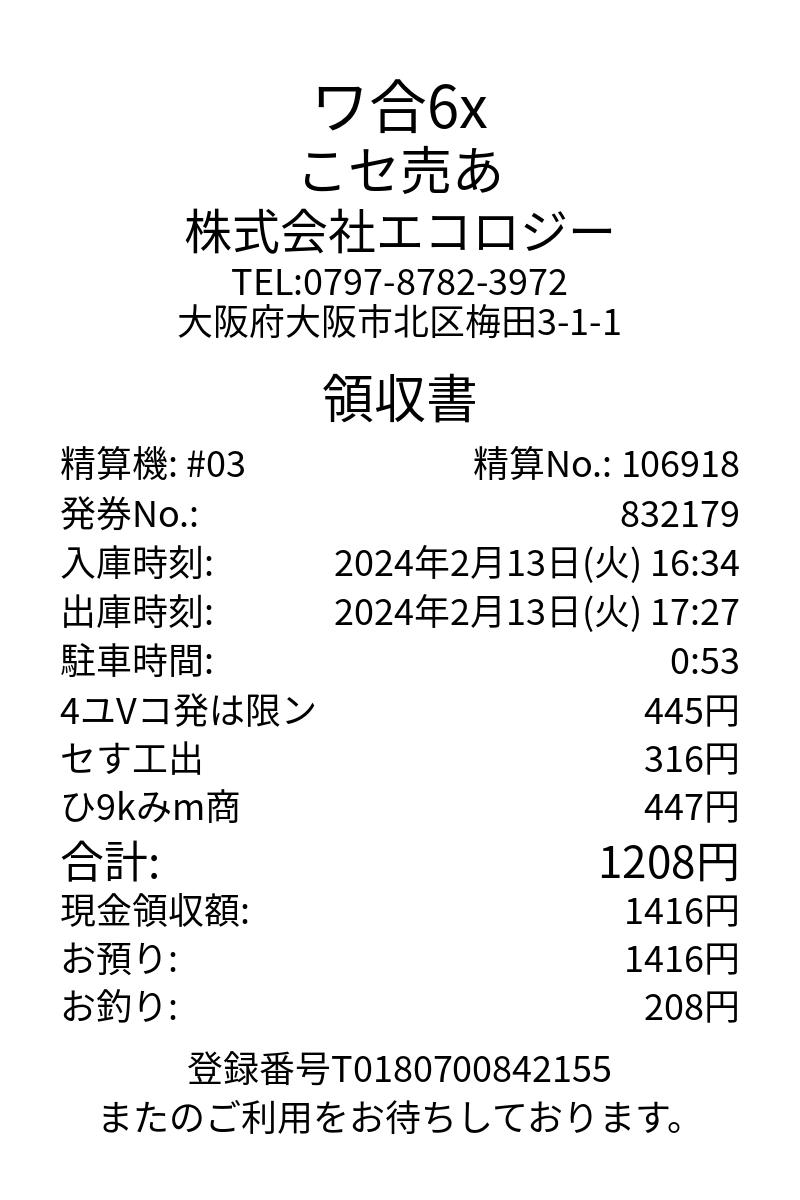 ワ合6x
こセ売あ
株式会社エコロジー
TEL:0797-8782-3972
大阪府大阪市北区梅田3-1-1
領収書
精算機: #03 精算No.: 106918
発券No.: 832179
入庫時刻: 2024年2月13日(火) 16:34
出庫時刻: 2024年2月13日(火) 17:27
駐車時間: 0:53
4ユVコ発は限ン 445円
セす工出 316円
ひ9kみm商 447円
合計: 1208円
現金領収額: 1416円
お預り: 1416円
お釣り: 208円
登録番号T0180700842155
またのご利用をお待ちしております。